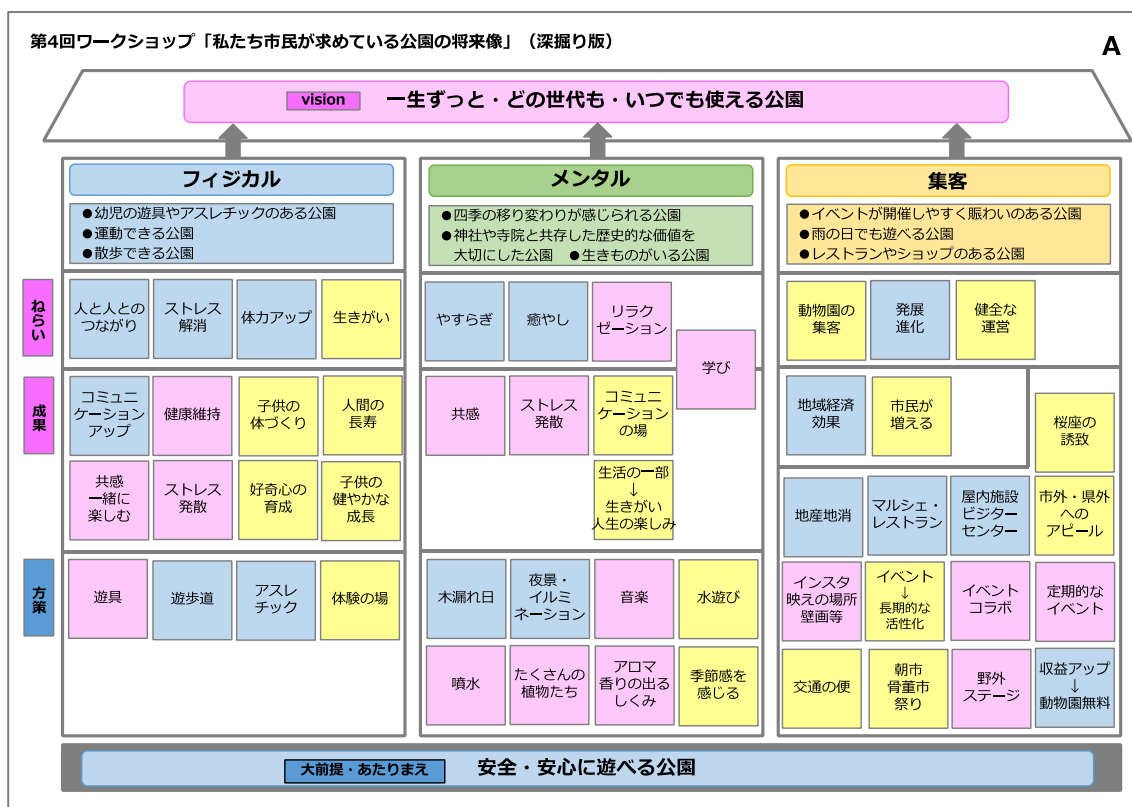 第4回ワークショップ「私たち市民が求めている公園の将来像」（深掘り版）
A
vision
一生ずっと・どの世代も・いつでも使える公園
フィジカル
●幼児の遊具やアスレチックのある公園
●運動できる公園
●散歩できる公園
メンタル
●四季の移り変わりが感じられる公園
●神社や寺院と共存した歴史的な価値を
大切にした公園 ●生きものがいる公園
集客
●イベントが開催しやすく賑わいのある公園
●雨の日でも遊べる公園
●レストランやショップのある公園
ねらい
人と人との
つながり
ストレス
解消
体力アップ
生きがい
やすらぎ
癒やし
リラク
ゼーション
学び
動物園の
集客
発展
進化
健全な
運営
成果
コミュニ
ケーション
アップ
健康維持
子供の
体づくり
人間の
長寿
共感
一緒に
楽しむ
ストレス
発散
好奇心の
育成
子供の
健やかな
成長
共感
ストレス
発散
コミュニ
ケーション
の場
生活の一部
↓
生きがい
人生の楽しみ
地域経済
効果
市民が
増える
桜座の
誘致
地産地消
マルシェ・
レストラン
屋内施設
ビジター
センター
市外・県外
への
アピール
方策
遊具
遊歩道
アスレ
チック
体験の場
木漏れ日
夜景・
イルミ
ネーション
音楽
水遊び
噴水
たくさんの
植物たち
アロマ
香りの出る
しくみ
季節感を
感じる
インスタ
映えの場所
壁画等
イベント
↓
長期的な
活性化
イベント
コラボ
定期的な
イベント
交通の便
朝市
骨董市
祭り
野外
ステージ
収益アップ
↓
動物園無料
大前提・あたりまえ
安全・安心に遊べる公園